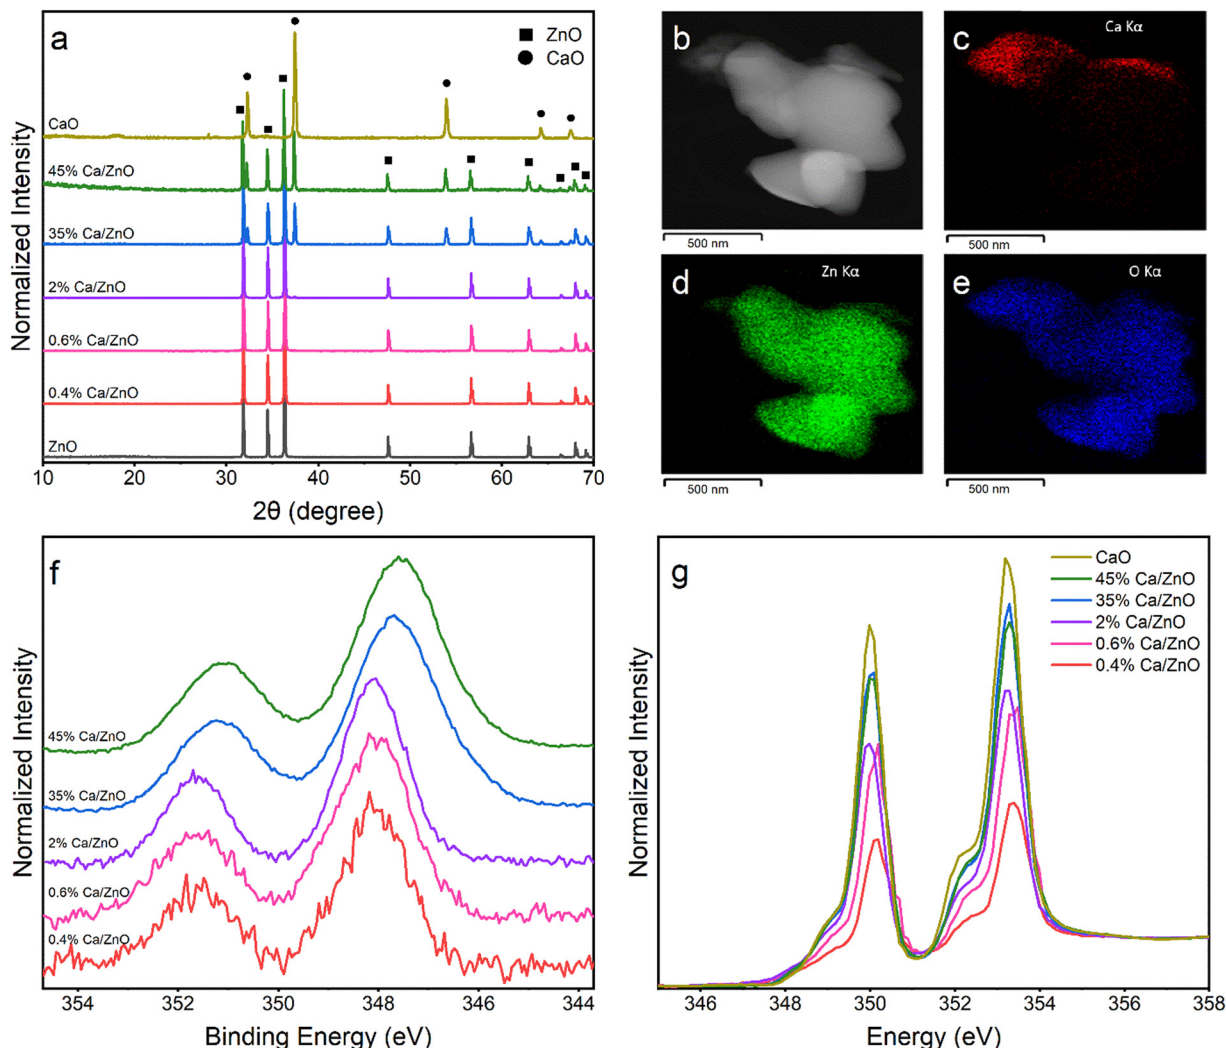 a
■ ZnO
● CaO
CaO
45% Ca/ZnO
35% Ca/ZnO
2% Ca/ZnO
0.6% Ca/ZnO
0.4% Ca/ZnO
ZnO
Normalized Intensity
10 20 30 40 50 60 70
2θ (degree)
b
500 nm
c
Ca Kα
500 nm
d
Zn Kα
500 nm
e
O Kα
500 nm
f
45% Ca/ZnO
35% Ca/ZnO
2% Ca/ZnO
0.6% Ca/ZnO
0.4% Ca/ZnO
Normalized Intensity
354 352 350 348 346 344
Binding Energy (eV)
g
CaO
45% Ca/ZnO
35% Ca/ZnO
2% Ca/ZnO
0.6% Ca/ZnO
0.4% Ca/ZnO
Normalized Intensity
346 348 350 352 354 356 358
Energy (eV)